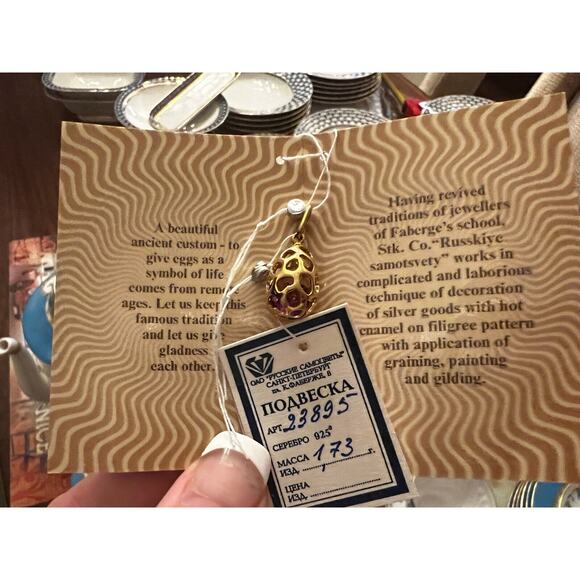 A beautiful
ancient custom - to
give eggs as a
symbol of life
comes from remote
ages. Let us keep this
famous tradition
and let us give
gladness
each other.
Having revived
traditions of jewellers
of Faberge's school,
Stk. Co."Russkiye
samotsvety" works in
complicated and laborious
technique of decoration
of silver goods with hot
enamel on filigree pattern
with application of
graining, painting
and gilding.
ОАО "РУССКИЕ САМОЦВЕТЫ"
САНКТ-ПЕТЕРБУРГ
пл. К.ФАБЕРЖЕ, 8
ПОДВЕСКА
АРТ. 23895
СЕРЕБРО 925°
МАССА
ИЗД. 1,73 г.
ЦЕНА
ИЗД.